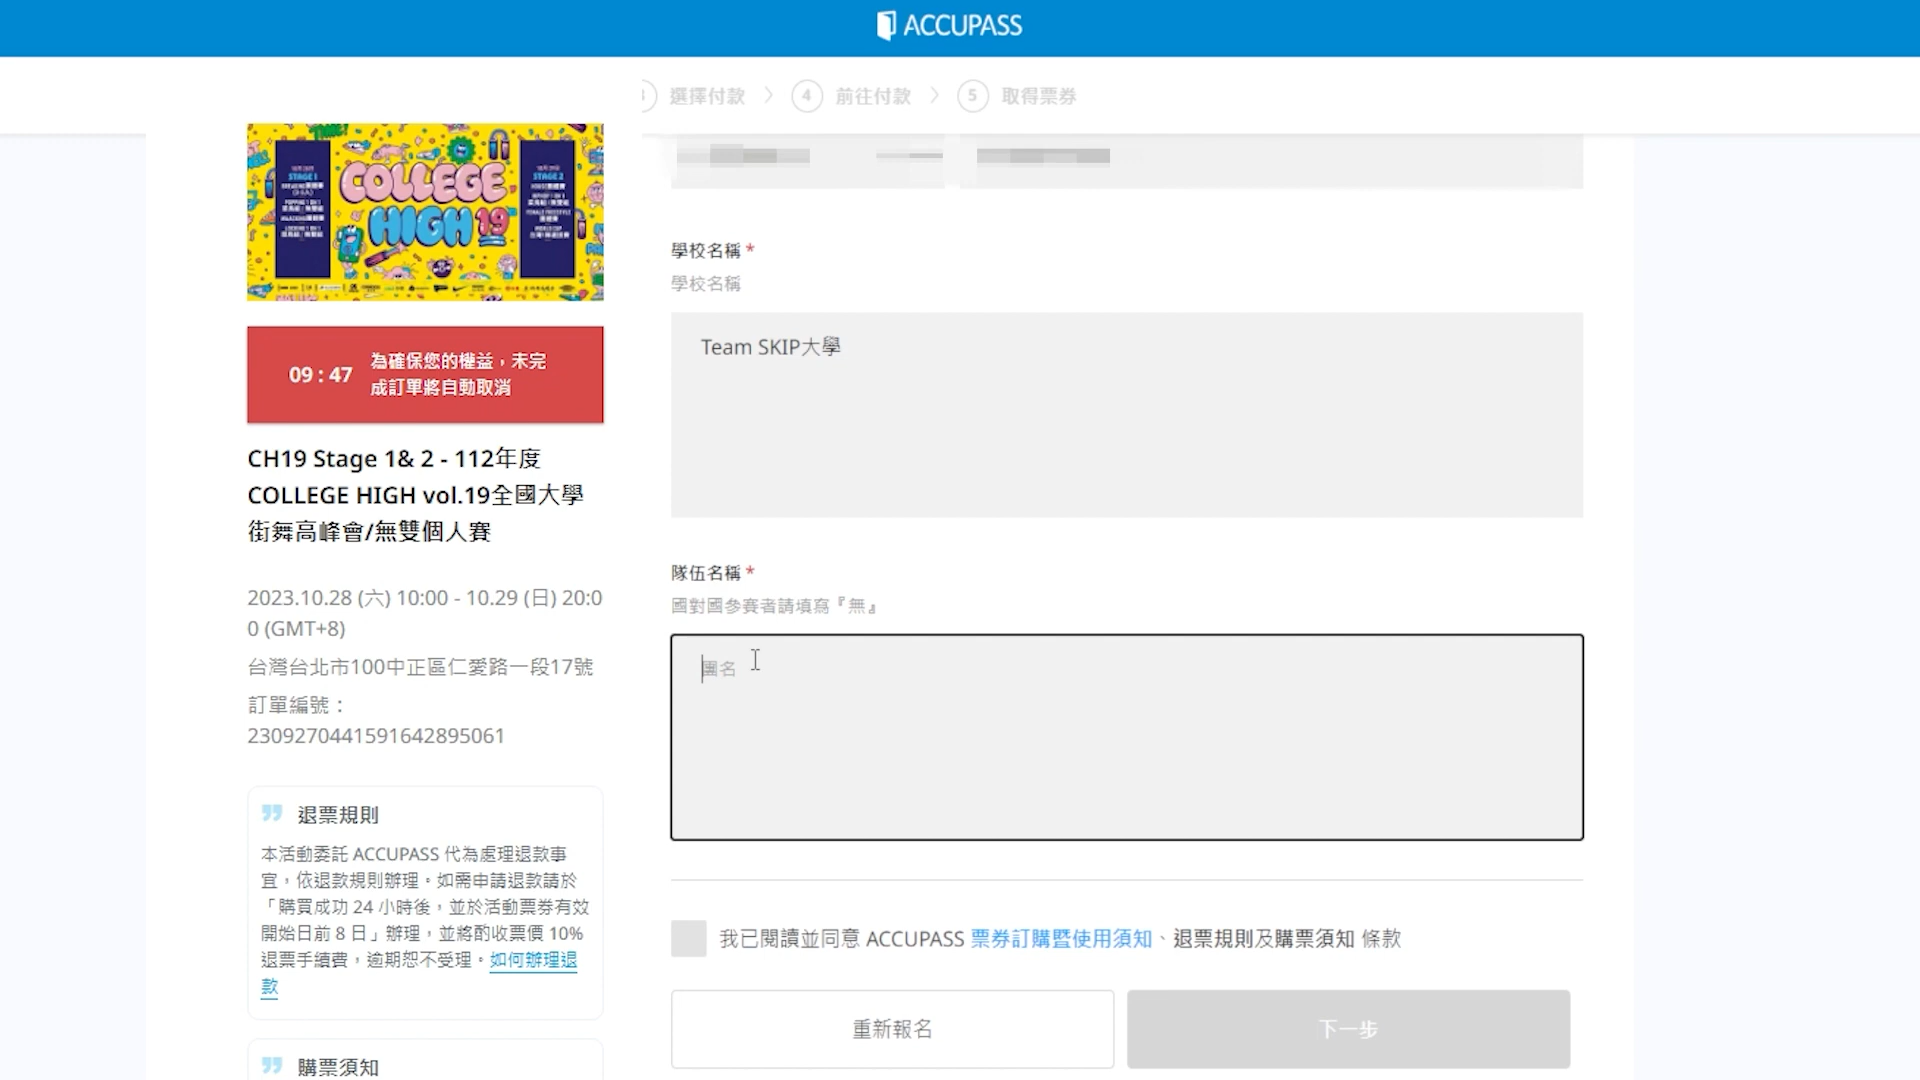 ACCUPASS
選擇付款
4
前往付款
5
取得票券
STAGE 1
STAGE 2
COLLEGE
HIGH 19
09 : 47
為確保您的權益，未完
成訂單將自動取消
CH19 Stage 1& 2 - 112年度
COLLEGE HIGH vol.19全國大學
街舞高峰會/無雙個人賽
2023.10.28 (六) 10:00 - 10.29 (日) 20:0
0 (GMT+8)
台灣台北市100中正區仁愛路一段17號
訂單編號：
2309270441591642895061
退票規則
本活動委託 ACCUPASS 代為處理退款事
宜，依退款規則辦理。如需申請退款請於
「購買成功 24 小時後，並於活動票券有效
開始日前 8 日」辦理，並將酌收票價 10%
退票手續費，逾期恕不受理。如何辦理退
款
購票須知
學校名稱 *
學校名稱
Team SKIP大學
隊伍名稱 *
國對國參賽者請填寫『無』
團名
我已閱讀並同意 ACCUPASS 票券訂購暨使用須知、退票規則及購票須知 條款
重新報名
下一步